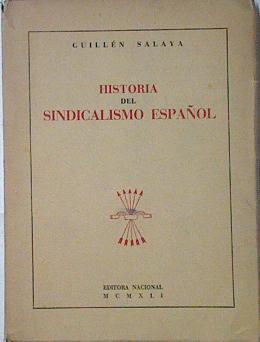 GUILLÉN SALAYA
HISTORIA
DEL
SINDICALISMO ESPAÑOL
EDITORA NACIONAL
MCMXLI